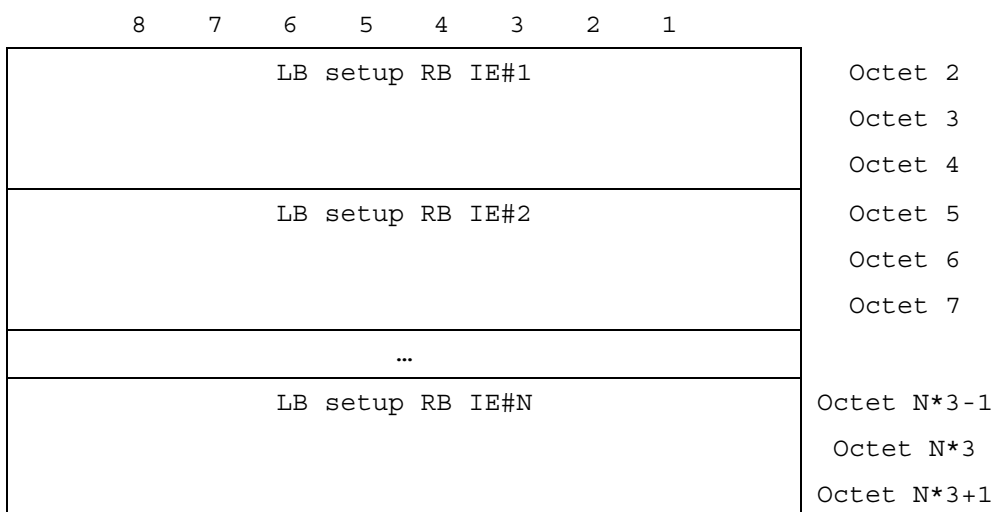 8 7 6 5 4 3 2 1
LB setup RB IE#1 Octet 2
Octet 3
Octet 4
LB setup RB IE#2 Octet 5
Octet 6
Octet 7
…
LB setup RB IE#N Octet N*3-1
Octet N*3
Octet N*3+1